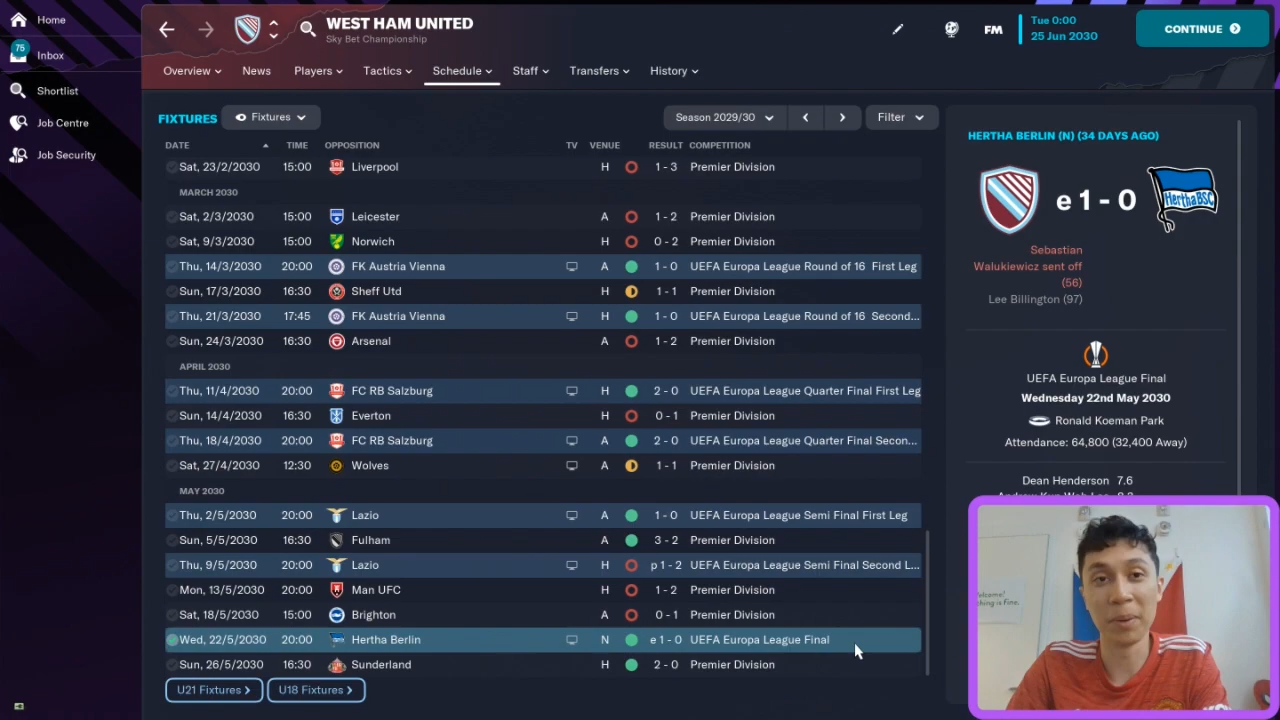 Home
75
Inbox
Shortlist
Job Centre
Job Security
WEST HAM UNITED
Sky Bet Championship
FM
Tue 0:00
25 Jun 2030
CONTINUE
Overview
News
Players
Tactics
Schedule
Staff
Transfers
History
FIXTURES
Fixtures
Season 2029/30
Filter
DATE TIME OPPOSITION TV VENUE RESULT COMPETITION
Sat, 23/2/2030 15:00 Liverpool H 1 - 3 Premier Division
MARCH 2030
Sat, 2/3/2030 15:00 Leicester A 1 - 2 Premier Division
Sat, 9/3/2030 15:00 Norwich H 0 - 2 Premier Division
Thu, 14/3/2030 20:00 FK Austria Vienna A 1 - 0 UEFA Europa League Round of 16 First Leg
Sun, 17/3/2030 16:30 Sheff Utd H 1 - 1 Premier Division
Thu, 21/3/2030 17:45 FK Austria Vienna H 1 - 0 UEFA Europa League Round of 16 Second...
Sun, 24/3/2030 16:30 Arsenal A 1 - 2 Premier Division
APRIL 2030
Thu, 11/4/2030 20:00 FC RB Salzburg H 2 - 0 UEFA Europa League Quarter Final First Leg
Sun, 14/4/2030 16:30 Everton H 0 - 1 Premier Division
Thu, 18/4/2030 20:00 FC RB Salzburg A 2 - 0 UEFA Europa League Quarter Final Secon...
Sat, 27/4/2030 12:30 Wolves A 1 - 1 Premier Division
MAY 2030
Thu, 2/5/2030 20:00 Lazio A 1 - 0 UEFA Europa League Semi Final First Leg
Sun, 5/5/2030 16:30 Fulham A 3 - 2 Premier Division
Thu, 9/5/2030 20:00 Lazio H p 1 - 2 UEFA Europa League Semi Final Second L...
Mon, 13/5/2030 20:00 Man UFC H 1 - 2 Premier Division
Sat, 18/5/2030 15:00 Brighton A 0 - 1 Premier Division
Wed, 22/5/2030 20:00 Hertha Berlin N e 1 - 0 UEFA Europa League Final
Sun, 26/5/2030 16:30 Sunderland H 2 - 0 Premier Division
U21 Fixtures
U18 Fixtures
HERTHA BERLIN (N) (34 DAYS AGO)
e 1 - 0
Hertha BSC
Sebastian
Walukiewicz sent off
(56)
Lee Billington (97)
UEFA Europa League Final
Wednesday 22nd May 2030
Ronald Koeman Park
Attendance: 64,800 (32,400 Away)
Dean Henderson 7.6